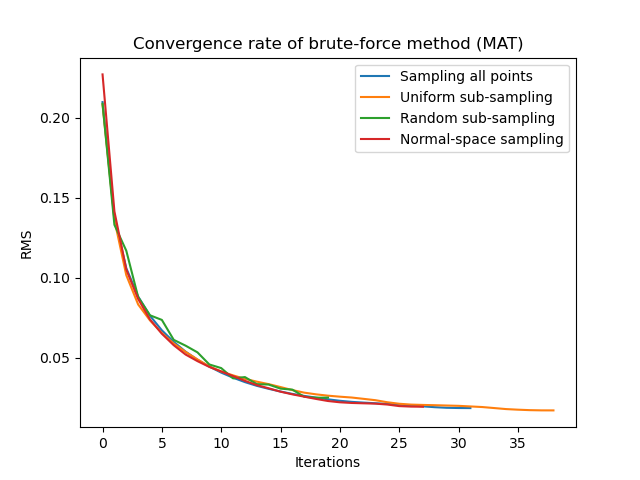 Convergence rate of brute-force method (MAT)
Sampling all points
Uniform sub-sampling
Random sub-sampling
Normal-space sampling
0.20
0.15
0.10
0.05
RMS
0 5 10 15 20 25 30 35
Iterations